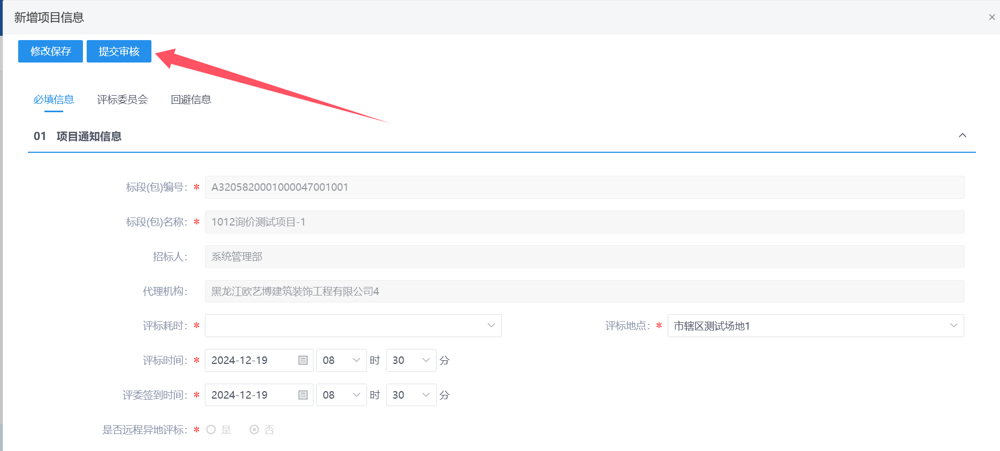 新增项目信息 ×
修改保存 提交审核
必填信息 评标委员会 回避信息
01 项目通知信息
标段(包)编号： * A3205820001000047001001
标段(包)名称： * 1012询价测试项目-1
招标人： 系统管理部
代理机构： 黑龙江欧艺博建筑装饰工程有限公司4
评标耗时： * 评标地点： * 市辖区测试场地1
评标时间： * 2024-12-19 08 时 30 分
评委签到时间： * 2024-12-19 08 时 30 分
是否远程异地评标： * 是 否